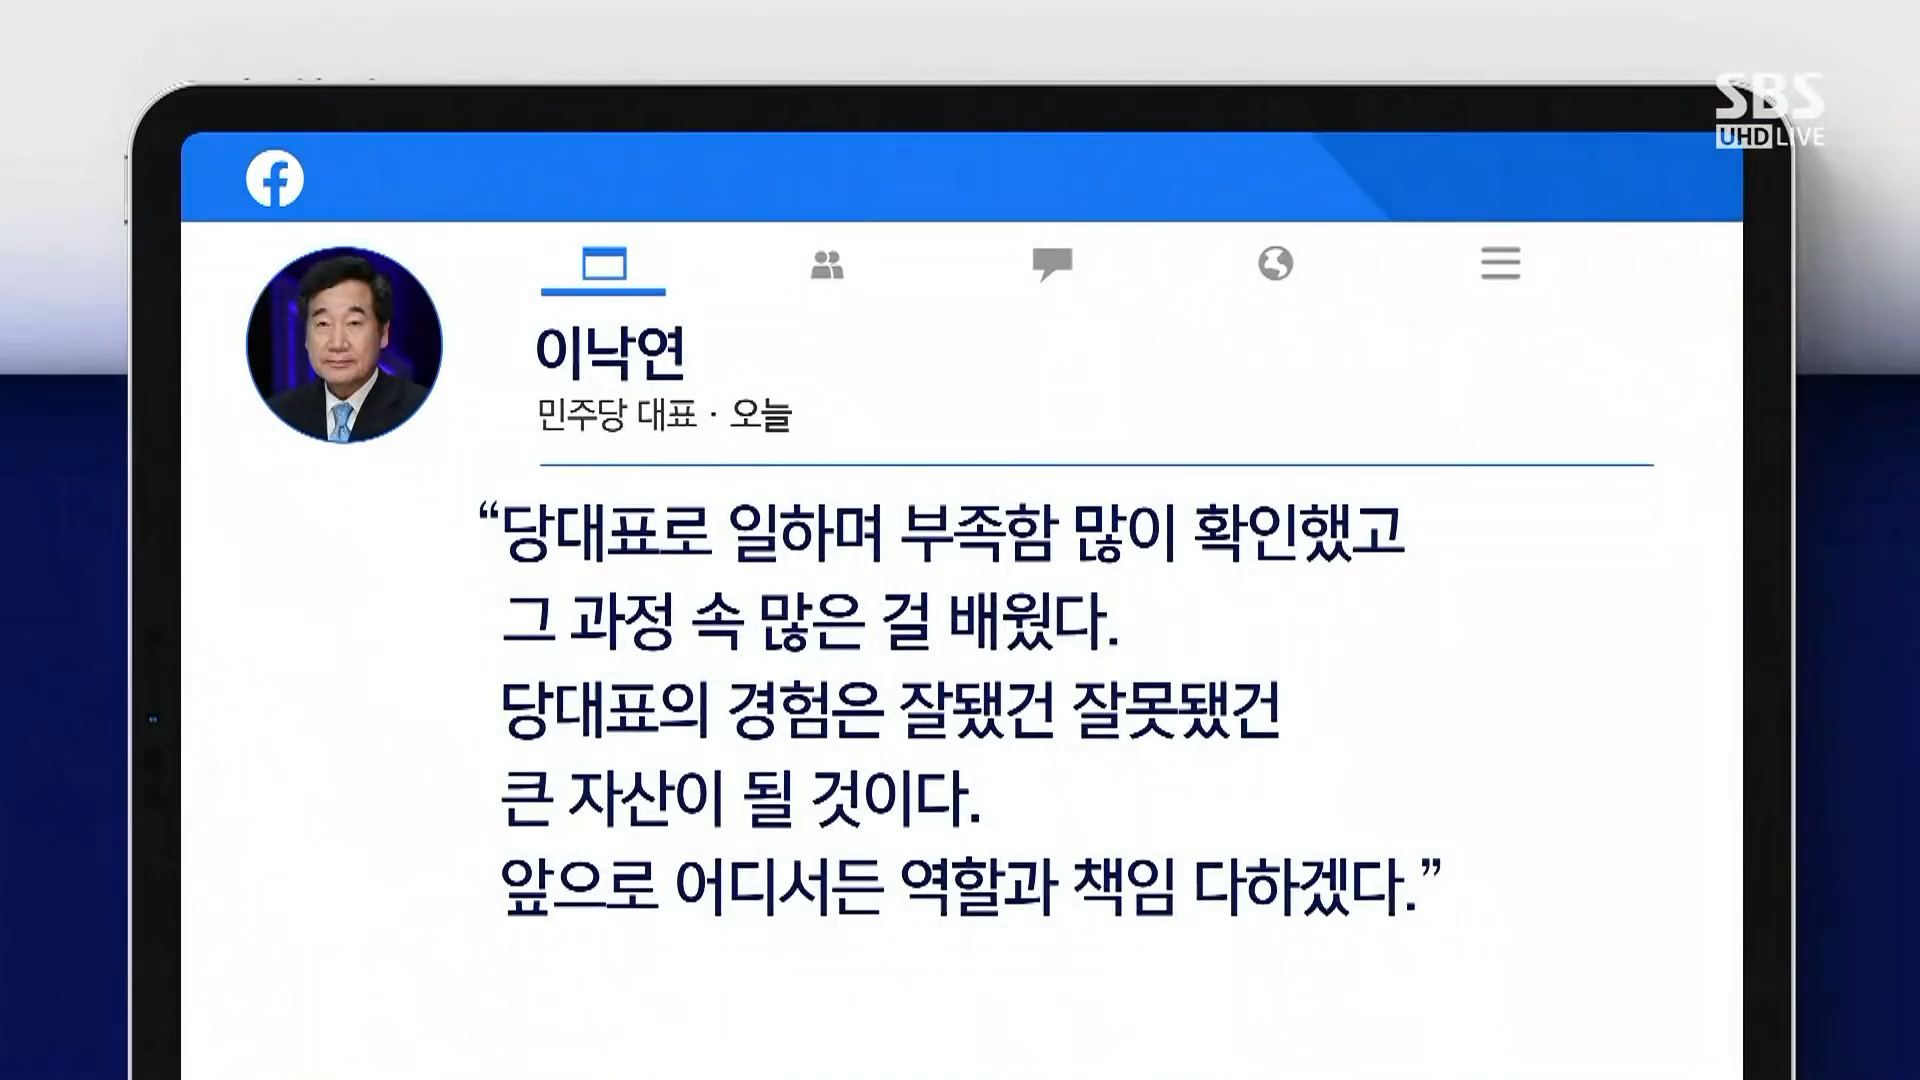 SBS
UHD LIVE
이낙연
민주당 대표 · 오늘
“당대표로 일하며 부족함 많이 확인했고
그 과정 속 많은 걸 배웠다.
당대표의 경험은 잘됐건 잘못됐건
큰 자산이 될 것이다.
앞으로 어디서든 역할과 책임 다하겠다.”